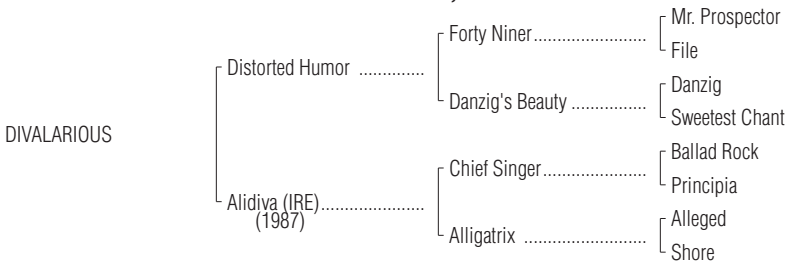 Mr. Prospector
Forty Niner..........................
File
Distorted Humor ..............
Danzig
Danzig's Beauty .................
Sweetest Chant
DIVALARIOUS
Ballad Rock
Chief Singer........................
Principia
Alidiva (IRE).......................
(1987)
Alleged
Alligatrix ............................
Shore